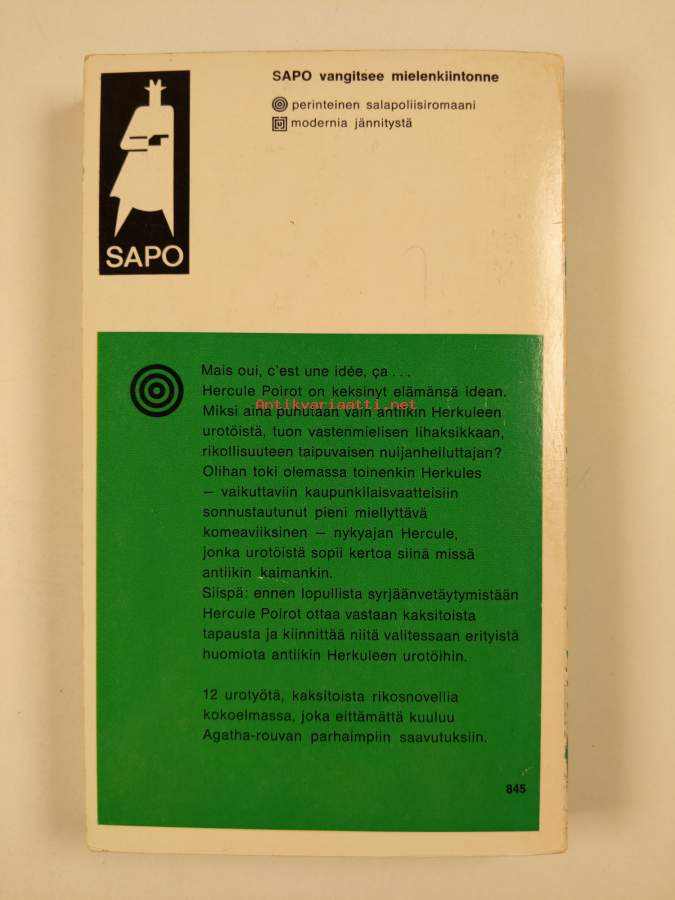 SAPO vangitsee mielenkiintonne
perinteinen salapoliisiromaani
M modernia jännitystä
SAPO
Mais oui, c'est une idée, ça . . .
Hercule Poirot on keksinyt elämänsä idean.
Antikvariaatti.net
Miksi aina puhutaan vain antiikin Herkuleen
urotöistä, tuon vastenmielisen lihaksikkaan,
rikollisuuteen taipuvaisen nuijanheiluttajan?
Olihan toki olemassa toinenkin Herkules
— vaikuttaviin kaupunkilaisvaatteisiin
sonnustautunut pieni miellyttävä
komeaviiksinen — nykyajan Hercule,
jonka urotöistä sopii kertoa siinä missä
antiikin kaimankin.
Siispä: ennen lopullista syrjäänvetäytymistään
Hercule Poirot ottaa vastaan kaksitoista
tapausta ja kiinnittää niitä valitessaan erityistä
huomiota antiikin Herkuleen urotöihin.
12 urotyötä, kaksitoista rikosnovellia
kokoelmassa, joka eittämättä kuuluu
Agatha-rouvan parhaimpiin saavutuksiin.
845